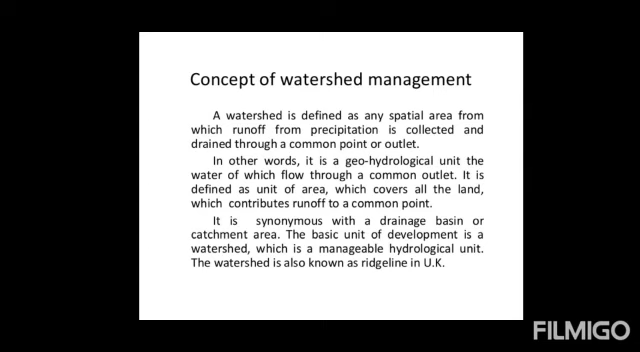 Concept of watershed management
A watershed is defined as any spatial area from
which runoff from precipitation is collected and
drained through a common point or outlet.
In other words, it is a geo-hydrological unit the
water of which flow through a common outlet. It is
defined as unit of area, which covers all the land,
which contributes runoff to a common point.
It is synonymous with a drainage basin or
catchment area. The basic unit of development is a
watershed, which is a manageable hydrological unit.
The watershed is also known as ridgeline in U.K.
FILMIGO